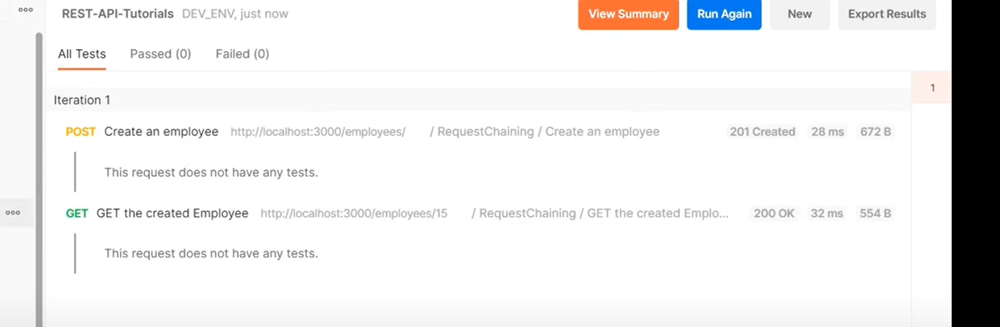 REST-API-Tutorials DEV_ENV, just now View Summary Run Again New Export Results
All Tests Passed (0) Failed (0)
1
Iteration 1
POST Create an employee http://localhost:3000/employees/ / RequestChaining / Create an employee 201 Created 28 ms 672 B
This request does not have any tests.
GET GET the created Employee http://localhost:3000/employees/15 / RequestChaining / GET the created Emplo... 200 OK 32 ms 554 B
This request does not have any tests.